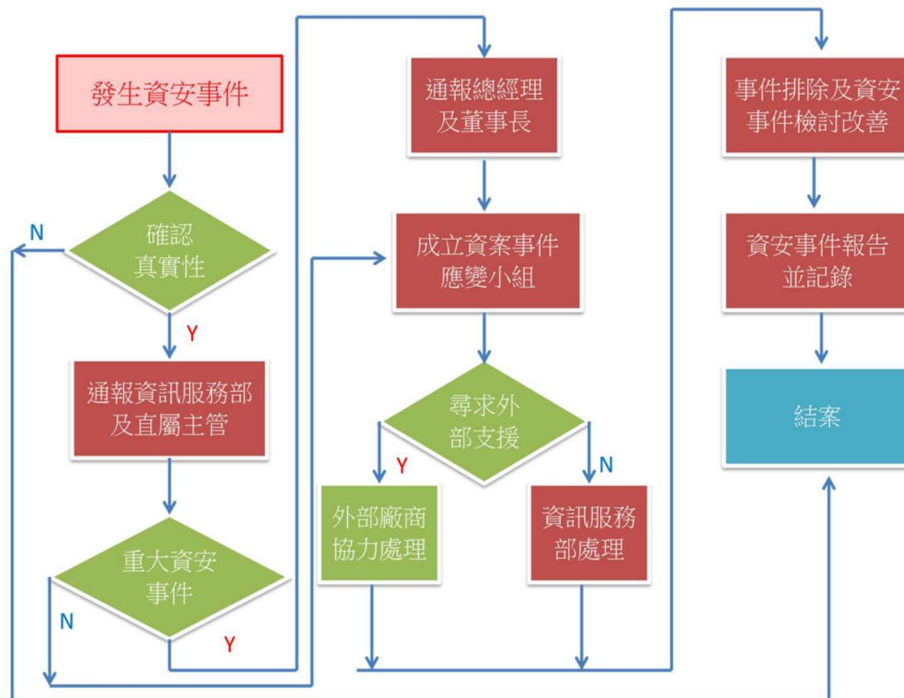 發生資安事件
確認
真實性
N
Y
通報資訊服務部
及直屬主管
重大資安
事件
N
Y
通報總經理
及董事長
成立資案事件
應變小組
尋求外
部支援
Y
N
外部廠商
協力處理
資訊服務
部處理
事件排除及資安
事件檢討改善
資安事件報告
並記錄
結案